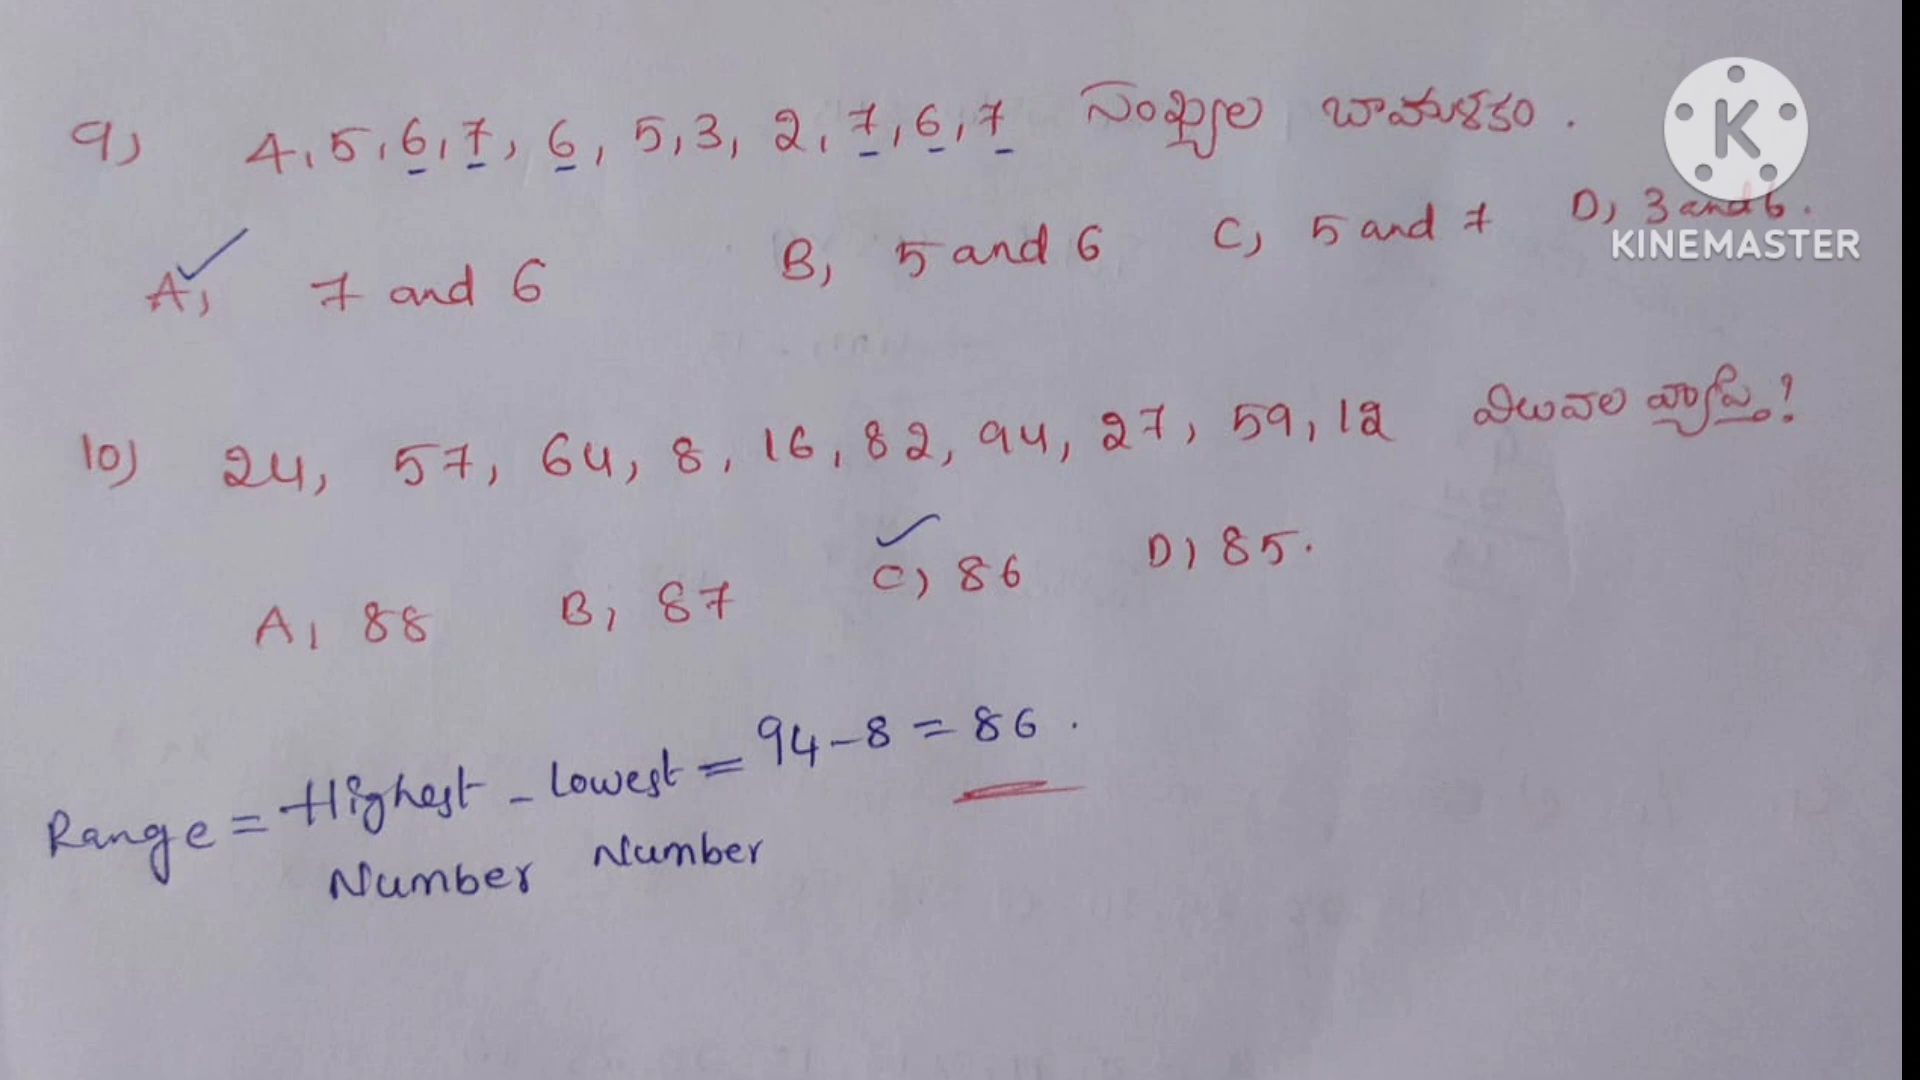 9) 4, 5, 6, 7, 6, 5, 3, 2, 7, 6, 7 సంఖ్యల బాహుళకం.
A, 7 and 6 B, 5 and 6 C, 5 and 7 D, 3 and 6.
K
KINEMASTER
10) 24, 57, 64, 8, 16, 82, 94, 27, 59, 12 విలువల వ్యాప్తి?
A, 88 B, 87 C, 86 D) 85.
Range = Highest - lowest = 94-8 = 86.
Number Number